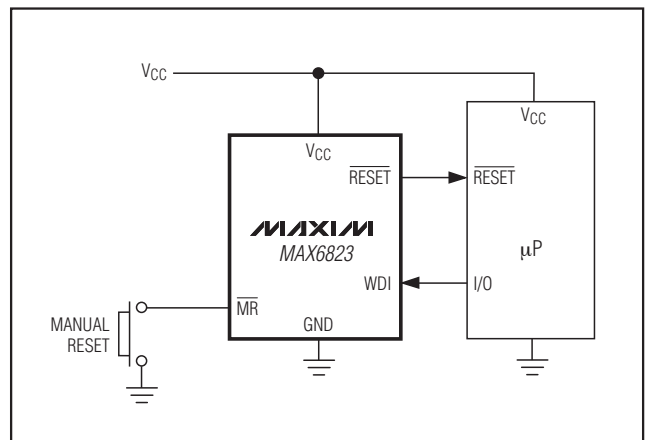 VCC
VCC
VCC
RESET
RESET
MAXIM
MAX6823
µP
WDI
I/O
MR
MANUAL
RESET
GND